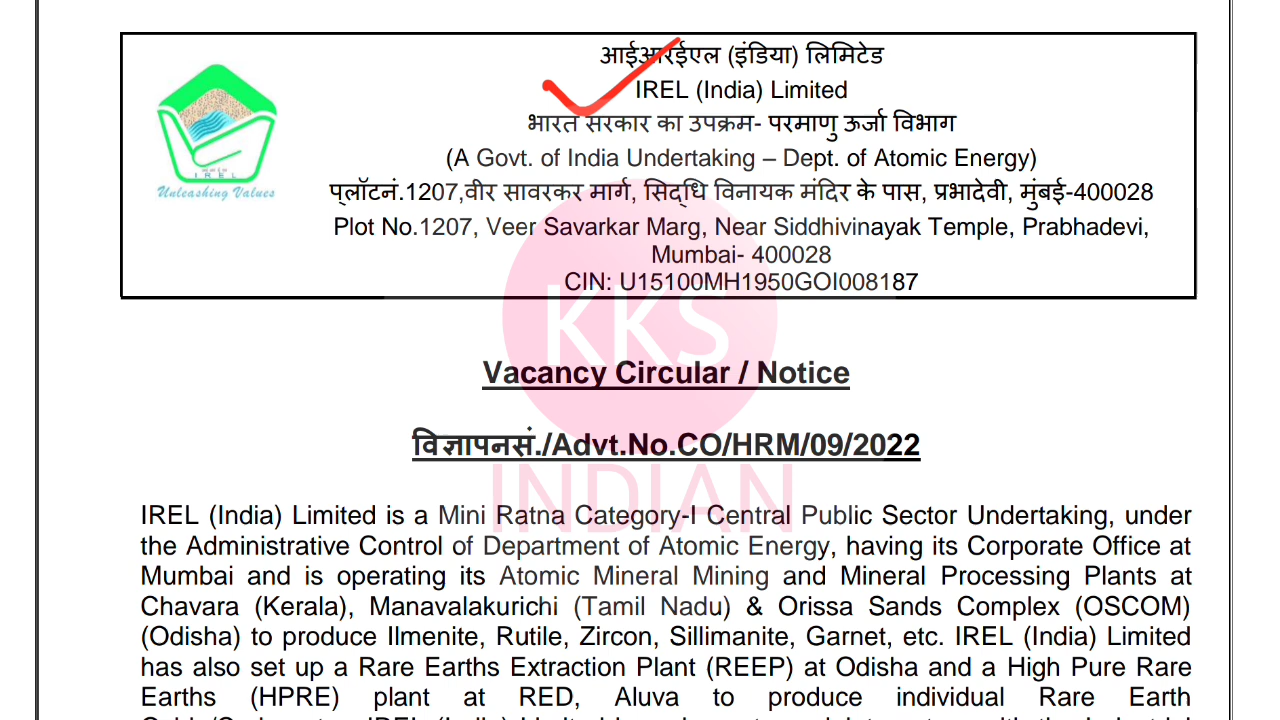 आईआरईएल (इंडिया) लिमिटेड
IREL (India) Limited
भारत सरकार का उपक्रम- परमाणु ऊर्जा विभाग
(A Govt. of India Undertaking – Dept. of Atomic Energy)
प्लॉटनं.1207,वीर सावरकर मार्ग, सिद्धि विनायक मंदिर के पास, प्रभादेवी, मुंबई-400028
Plot No.1207, Veer Savarkar Marg, Near Siddhivinayak Temple, Prabhadevi,
Mumbai- 400028
CIN: U15100MH1950GOI008187
IREL
Unleashing Values
KKS
Vacancy Circular / Notice
विज्ञापनसं./Advt.No.CO/HRM/09/2022
INDIAN
IREL (India) Limited is a Mini Ratna Category-I Central Public Sector Undertaking, under
the Administrative Control of Department of Atomic Energy, having its Corporate Office at
Mumbai and is operating its Atomic Mineral Mining and Mineral Processing Plants at
Chavara (Kerala), Manavalakurichi (Tamil Nadu) & Orissa Sands Complex (OSCOM)
(Odisha) to produce Ilmenite, Rutile, Zircon, Sillimanite, Garnet, etc. IREL (India) Limited
has also set up a Rare Earths Extraction Plant (REEP) at Odisha and a High Pure Rare
Earths (HPRE) plant at RED, Aluva to produce individual Rare Earth